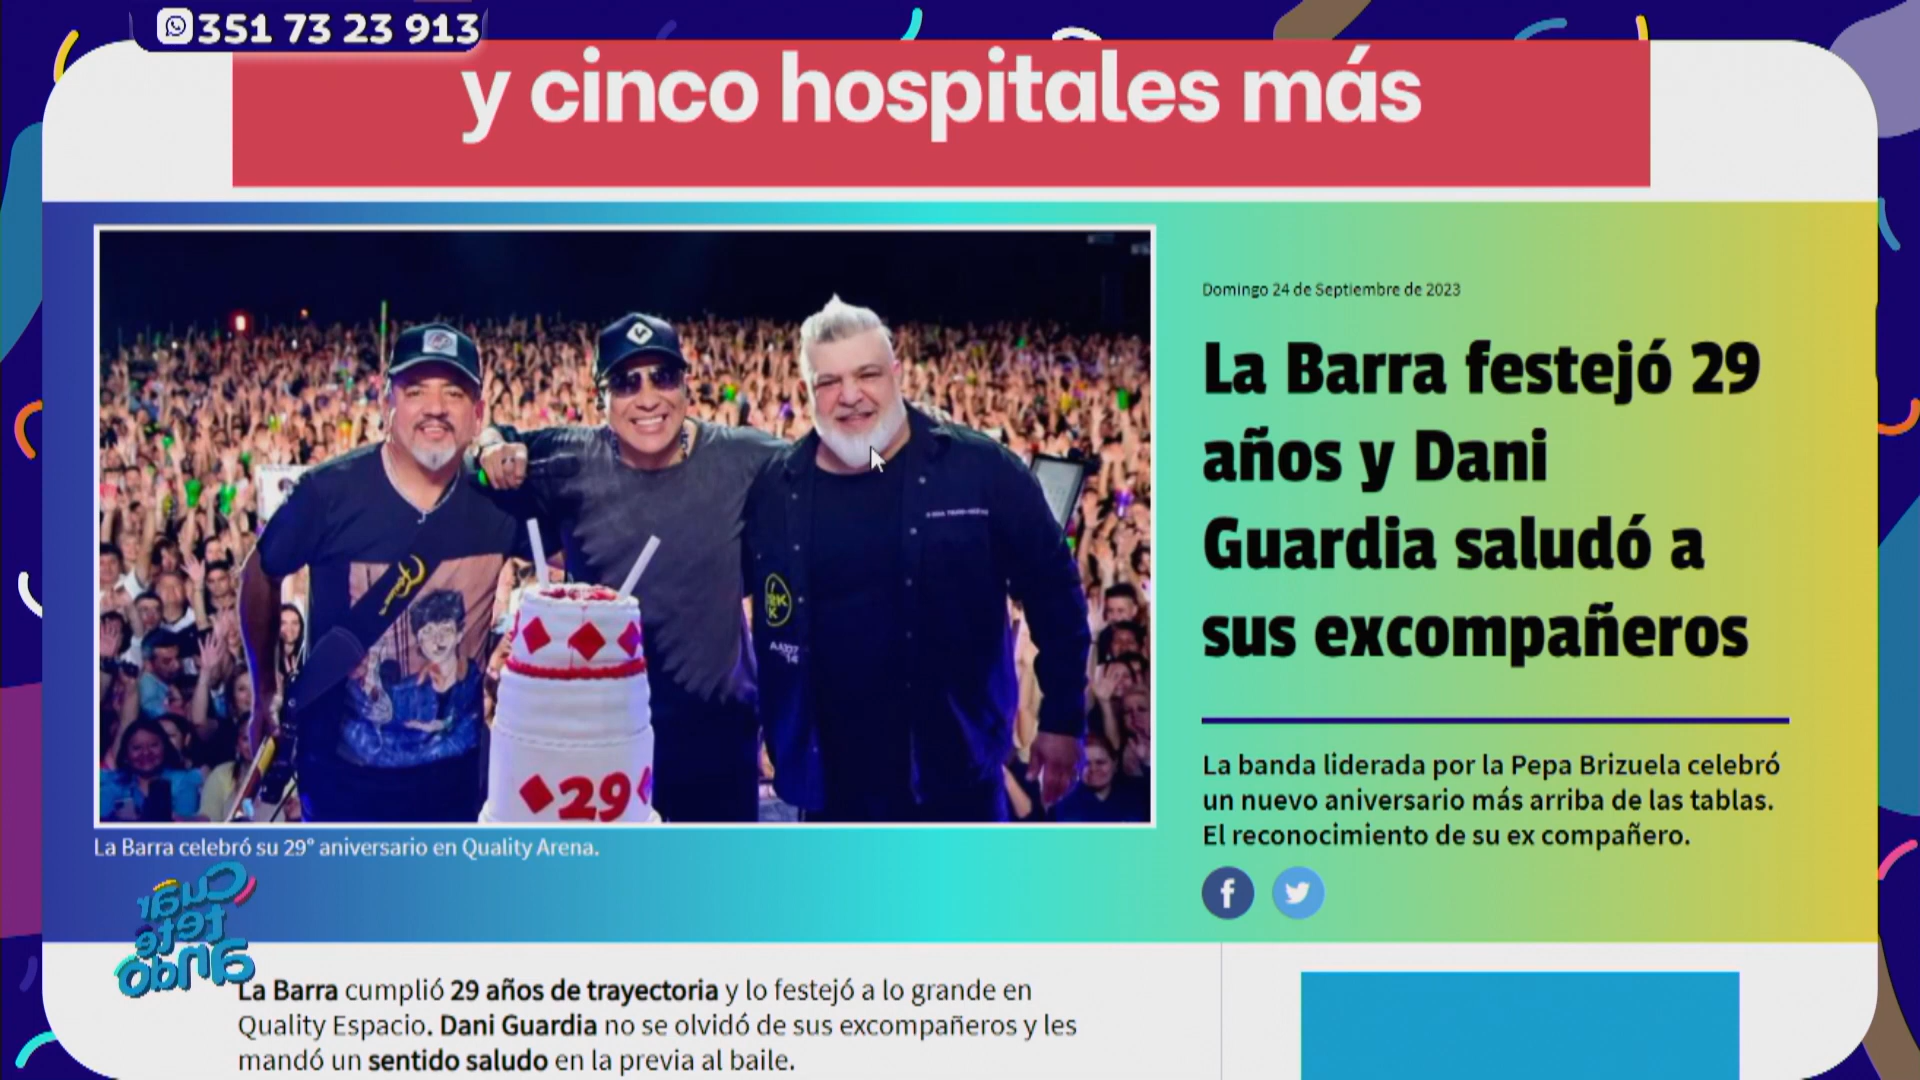 351 73 23 913
y cinco hospitales más
Domingo 24 de Septiembre de 2023
La Barra festejó 29
años y Dani
Guardia saludó a
sus excompañeros
29
La banda liderada por la Pepa Brizuela celebró
un nuevo aniversario más arriba de las tablas.
El reconocimiento de su ex compañero.
La Barra celebró su 29° aniversario en Quality Arena.
Cuar
te te
ando
La Barra cumplió 29 años de trayectoria y lo festejó a lo grande en
Quality Espacio. Dani Guardia no se olvidó de sus excompañeros y les
mandó un sentido saludo en la previa al baile.